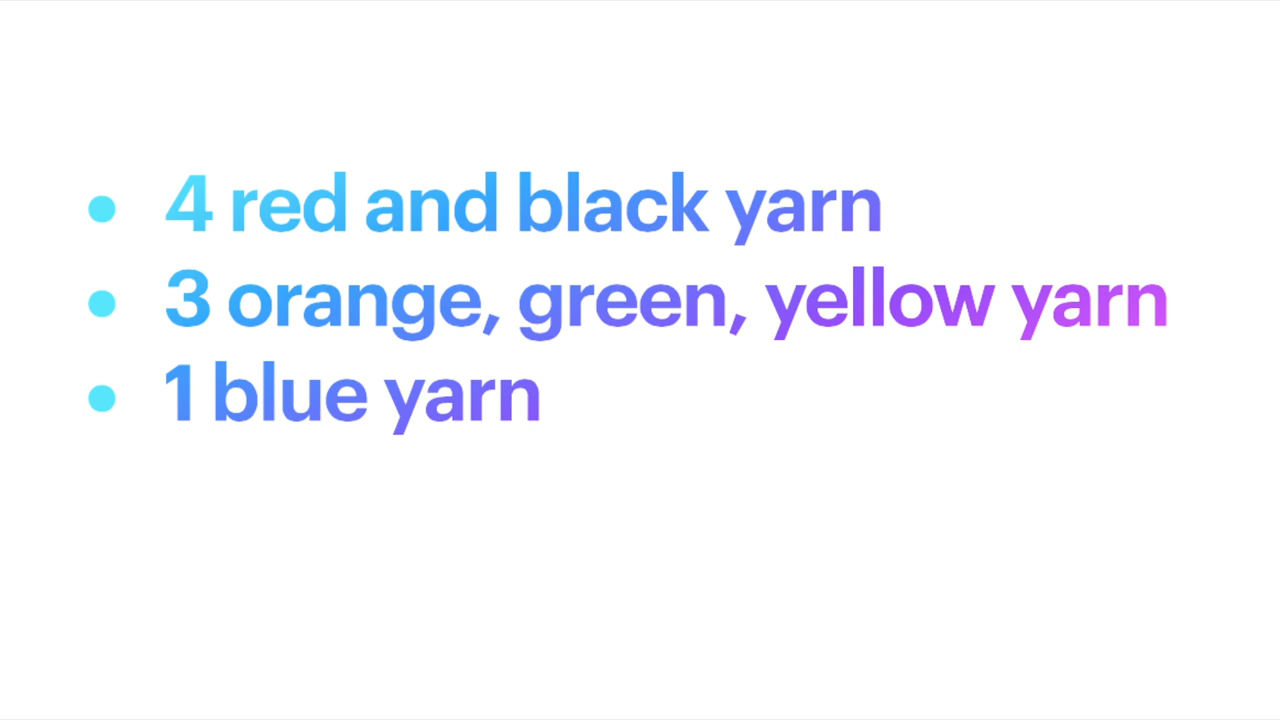 • 4 red and black yarn
• 3 orange, green, yellow yarn
• 1 blue yarn